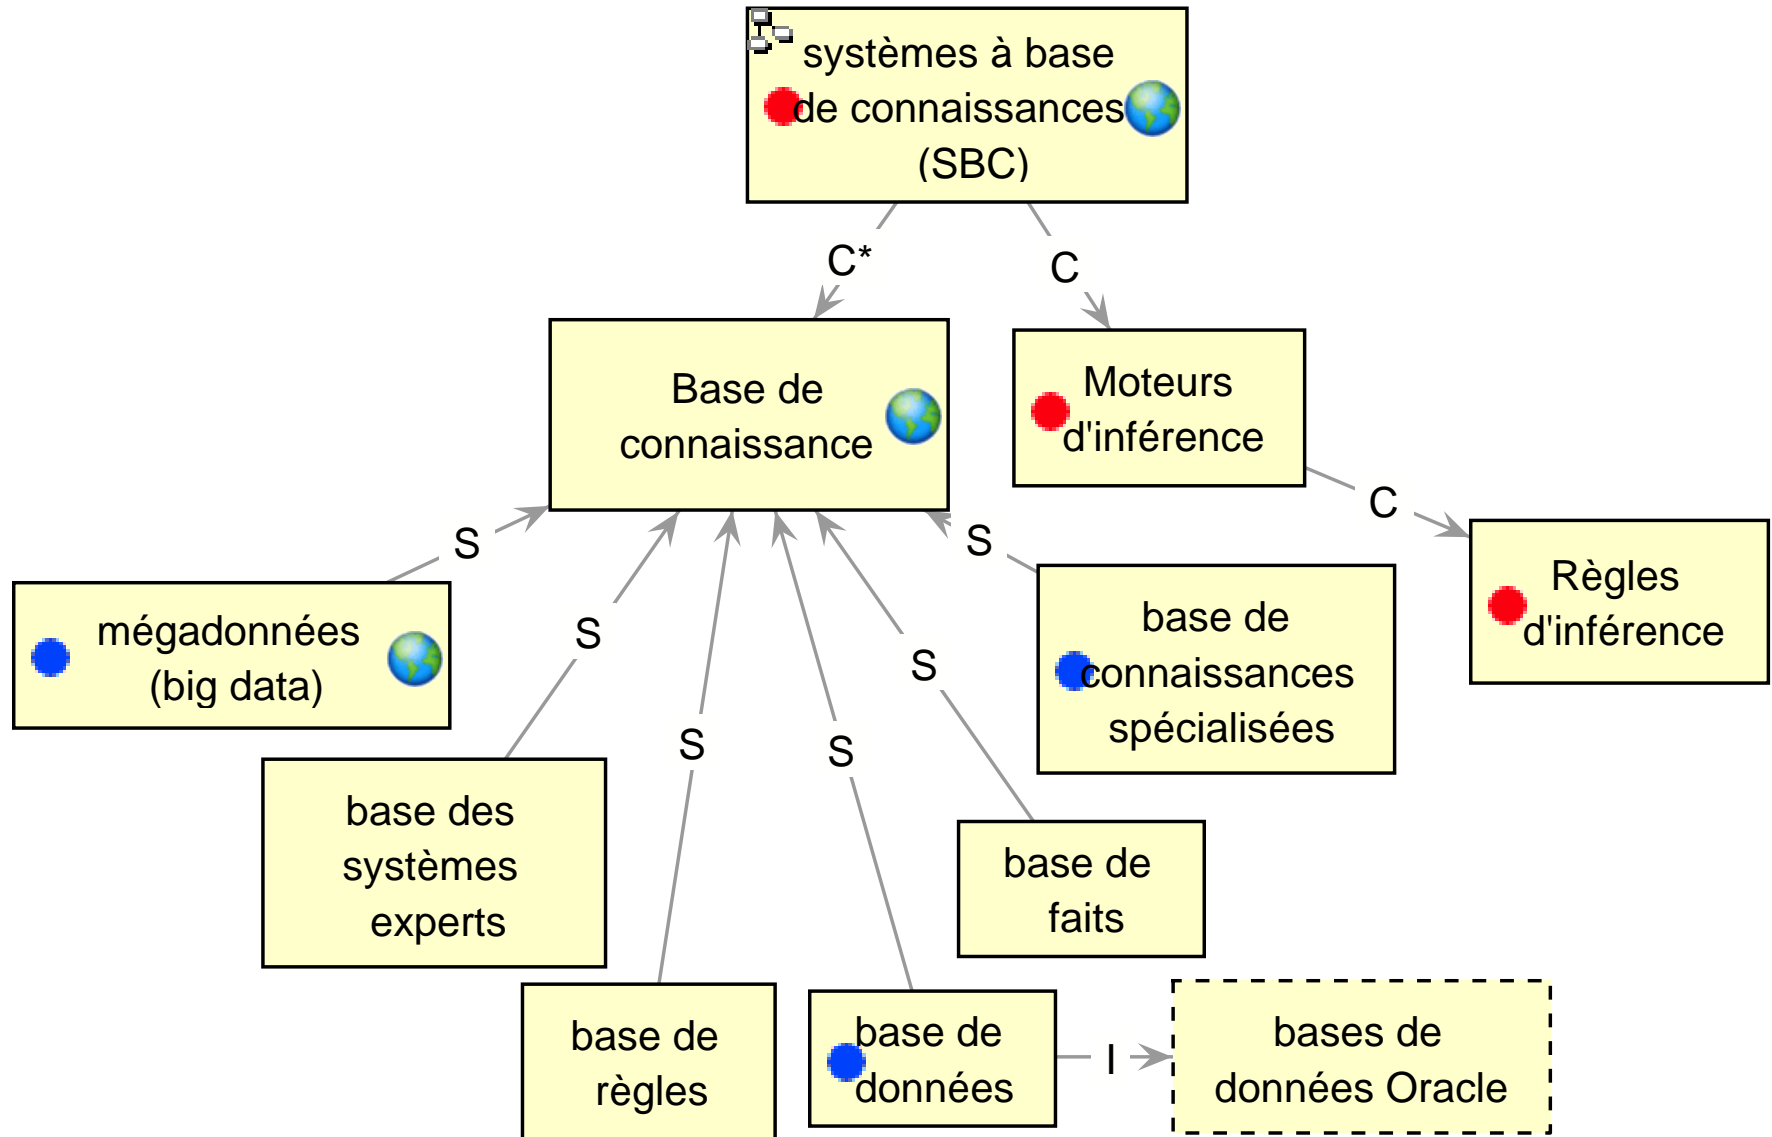 systèmes à base
de connaissances
(SBC)
C*
C
Base de
connaissance
Moteurs
d'inférence
C
Règles
d'inférence
S
S
S
S
S
S
mégadonnées
(big data)
base de
connaissances
spécialisées
base des
systèmes
experts
base de
faits
base de
règles
base de
données
I
bases de
données Oracle